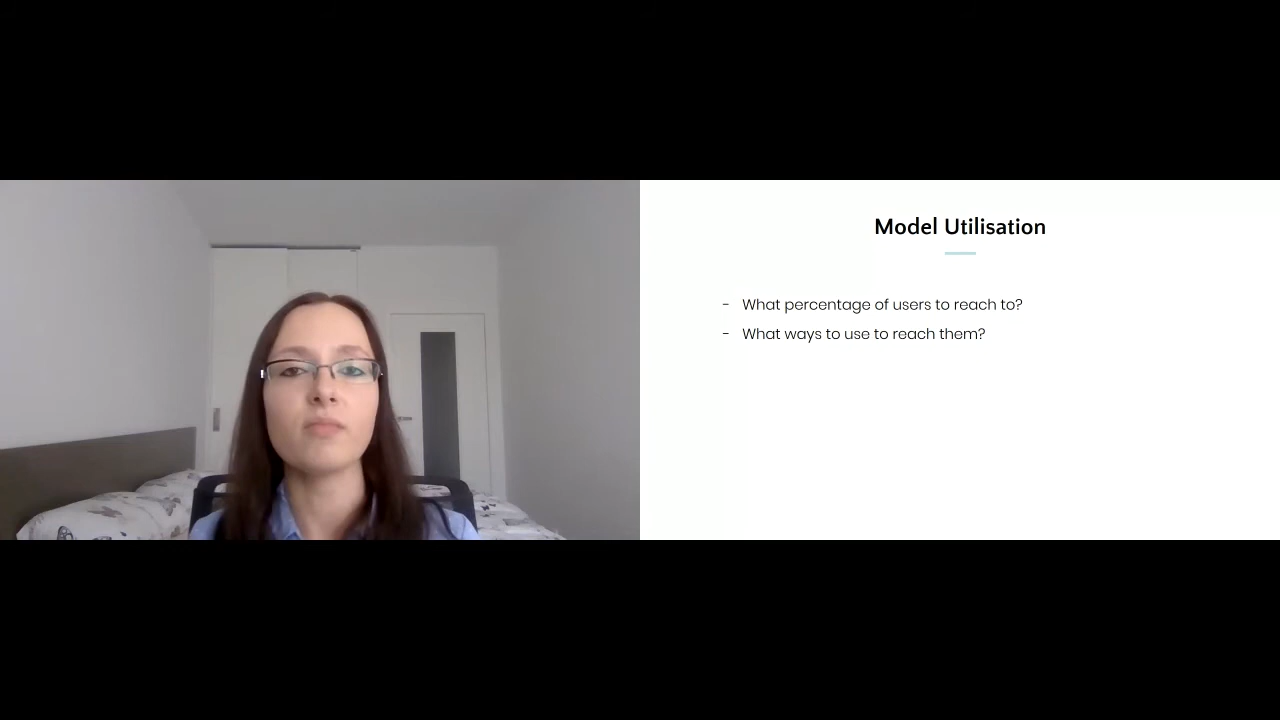 Model Utilisation
- What percentage of users to reach to?
- What ways to use to reach them?